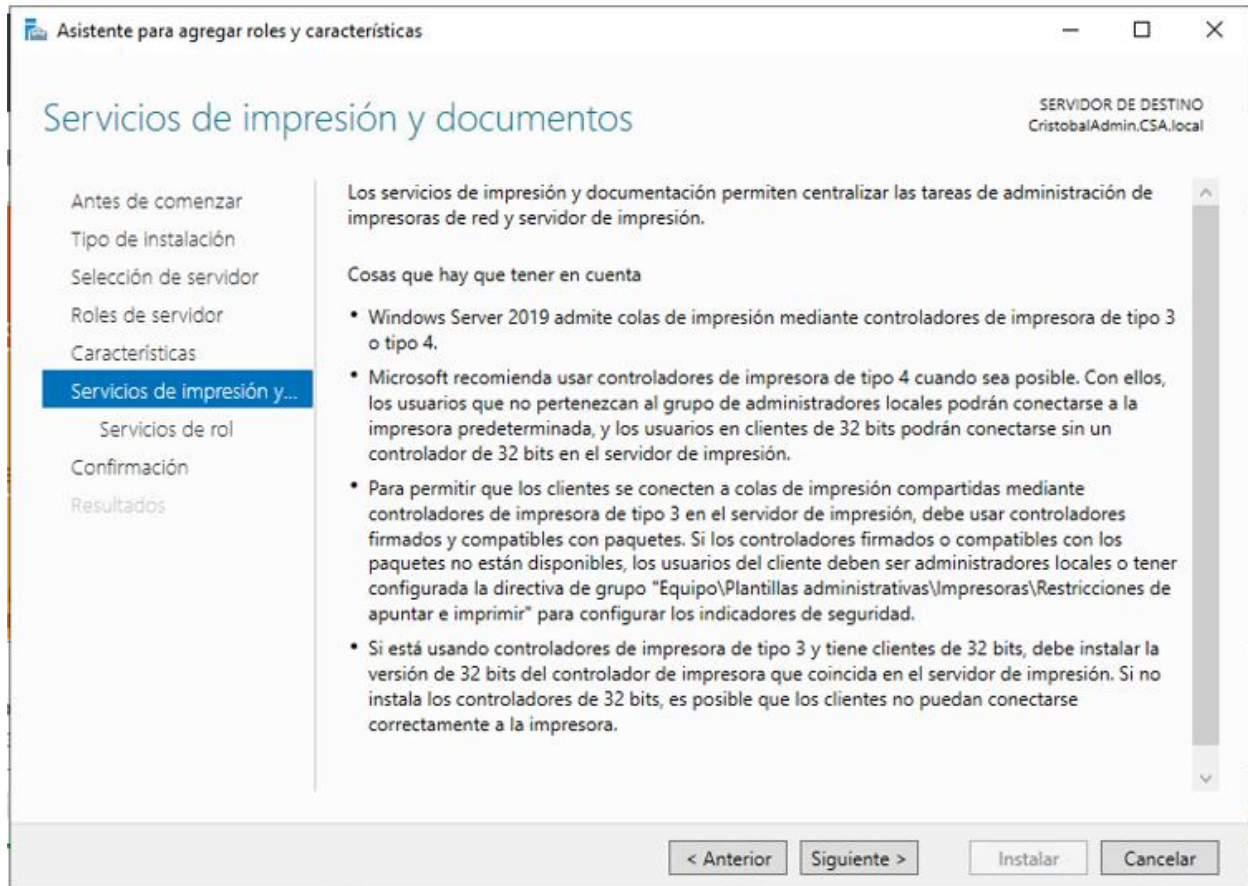 Asistente para agregar roles y características
Servicios de impresión y documentos
SERVIDOR DE DESTINO
CristobalAdmin.CSA.local
Antes de comenzar
Tipo de instalación
Selección de servidor
Roles de servidor
Características
Servicios de impresión y...
Servicios de rol
Confirmación
Resultados
Los servicios de impresión y documentación permiten centralizar las tareas de administración de
impresoras de red y servidor de impresión.
Cosas que hay que tener en cuenta
• Windows Server 2019 admite colas de impresión mediante controladores de impresora de tipo 3
o tipo 4.
• Microsoft recomienda usar controladores de impresora de tipo 4 cuando sea posible. Con ellos,
los usuarios que no pertenezcan al grupo de administradores locales podrán conectarse a la
impresora predeterminada, y los usuarios en clientes de 32 bits podrán conectarse sin un
controlador de 32 bits en el servidor de impresión.
• Para permitir que los clientes se conecten a colas de impresión compartidas mediante
controladores de impresora de tipo 3 en el servidor de impresión, debe usar controladores
firmados y compatibles con paquetes. Si los controladores firmados o compatibles con los
paquetes no están disponibles, los usuarios del cliente deben ser administradores locales o tener
configurada la directiva de grupo "Equipo\Plantillas administrativas\Impresoras\Restricciones de
apuntar e imprimir" para configurar los indicadores de seguridad.
• Si está usando controladores de impresora de tipo 3 y tiene clientes de 32 bits, debe instalar la
versión de 32 bits del controlador de impresora que coincida en el servidor de impresión. Si no
instala los controladores de 32 bits, es posible que los clientes no puedan conectarse
correctamente a la impresora.
< Anterior
Siguiente >
Instalar
Cancelar